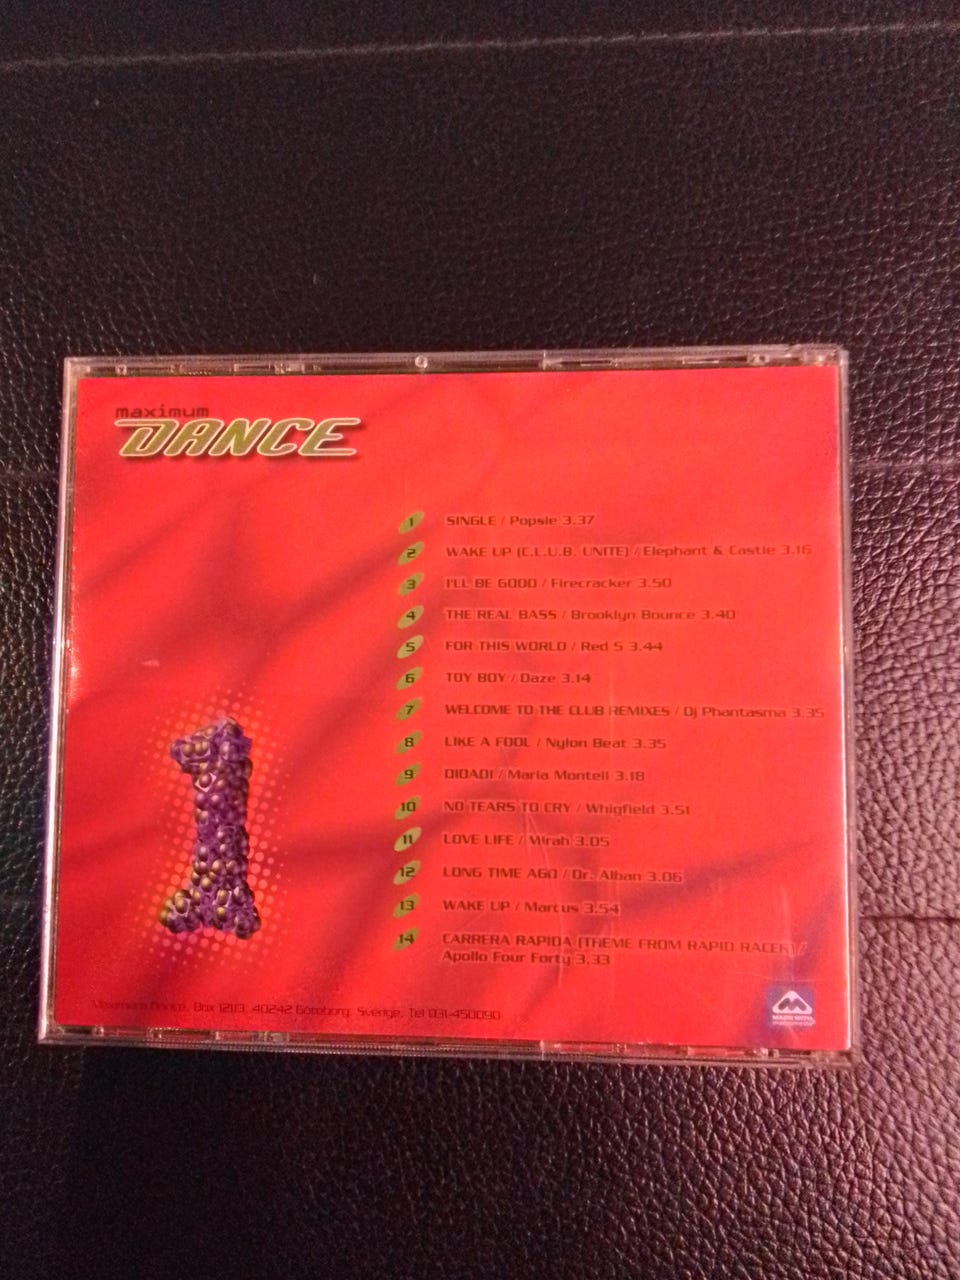 maximum
DANCE
1 SINGLE / Popsie 3.37
2 WAKE UP (C.L.U.B. UNITE) / Elephant & Castle 3.16
3 I'LL BE GOOD / Firecracker 3.50
4 THE REAL BASS / Brooklyn Bounce 3.40
5 FOR THIS WORLD / Red 5 3.44
6 TOY BOY / Daze 3.14
7 WELCOME TO THE CLUB REMIXES / Dj Phantasma 3.35
8 LIKE A FOOL / Nylon Beat 3.35
9 DIDADI / Maria Montell 3.18
10 NO TEARS TO CRY / Whigfield 3.51
11 LOVE LIFE / Mirah 3.05
12 LONG TIME AGO / Dr. Alban 3.06
13 WAKE UP / Marcus 3.54
14 CARRERA RAPIDA (THEME FROM RAPID RACER) /
Apollo Four Forty 3.33
1
Maximum Dance, Box 12113, 40242 Göteborg, Sverige, Tel 031-450090
MADE WITH